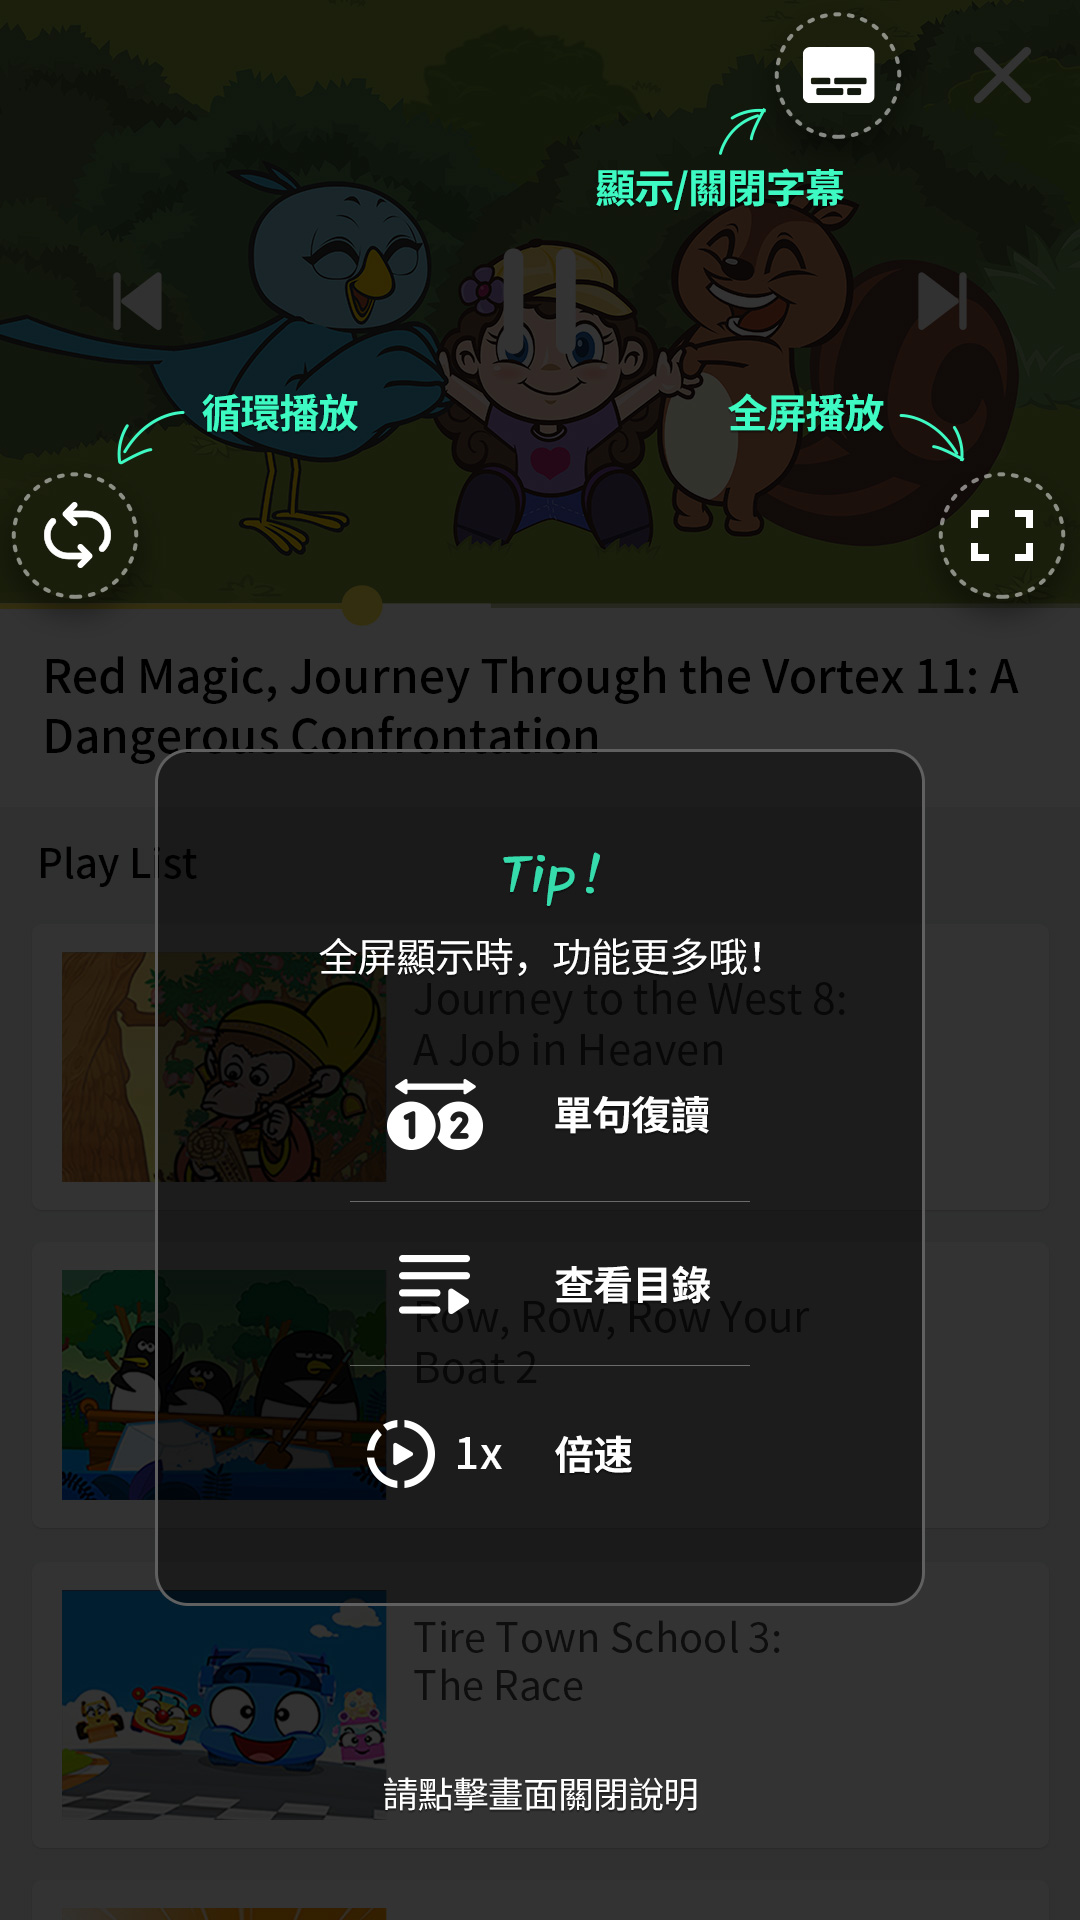 顯示/關閉字幕
循環播放
全屏播放
Red Magic, Journey Through the Vortex 11: A
Dangerous Confrontation
Play List
Tip!
全屏顯示時，功能更多哦！
Journey to the West 8:
A Job in Heaven
1 2
單句復讀
查看目錄
Row, Row, Row Your
Boat 2
1x
倍速
Tire Town School 3:
The Race
請點擊畫面關閉說明